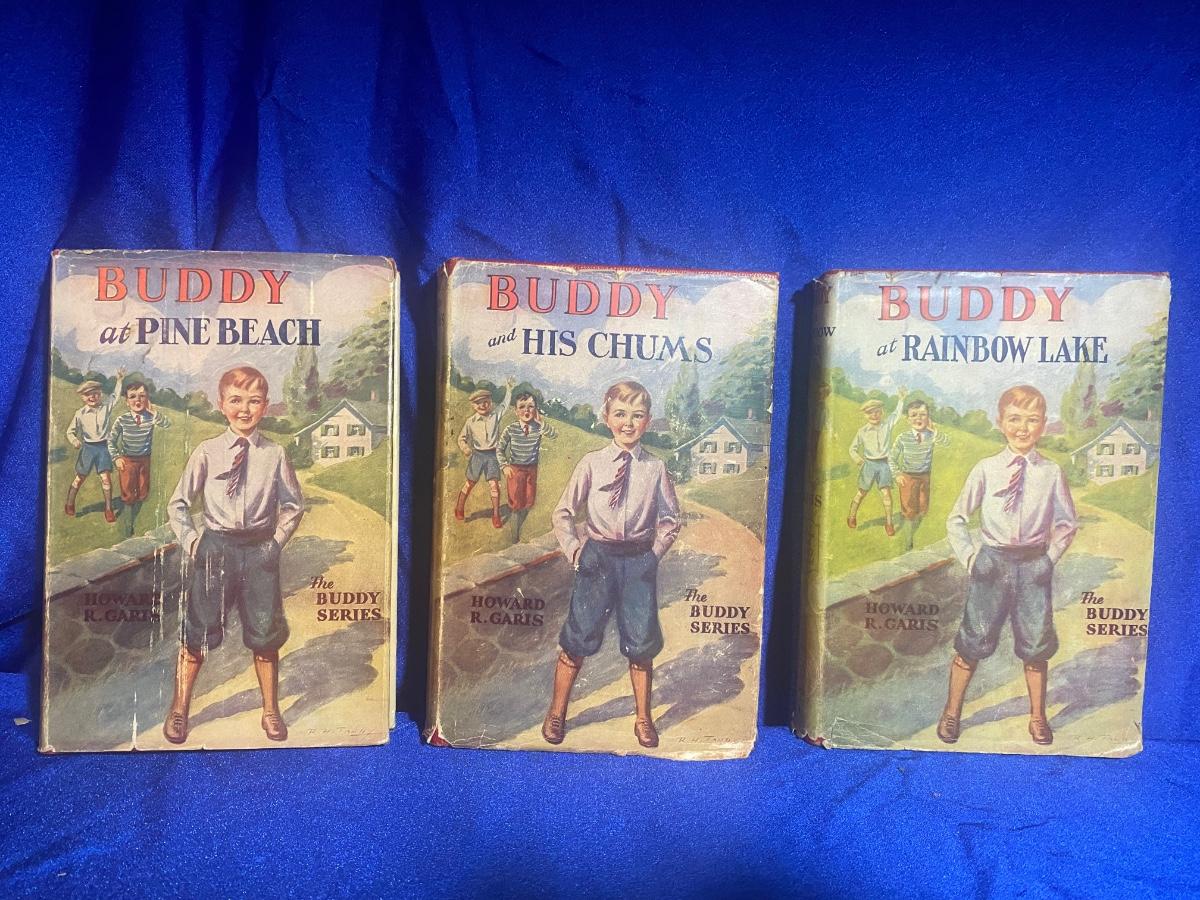 BUDDY
at PINE BEACH
HOWARD
R. GARIS
The
BUDDY
SERIES
BUDDY
and HIS CHUMS
HOWARD
R. GARIS
The
BUDDY
SERIES
BUDDY
at RAINBOW LAKE
HOWARD
R. GARIS
The
BUDDY
SERIES